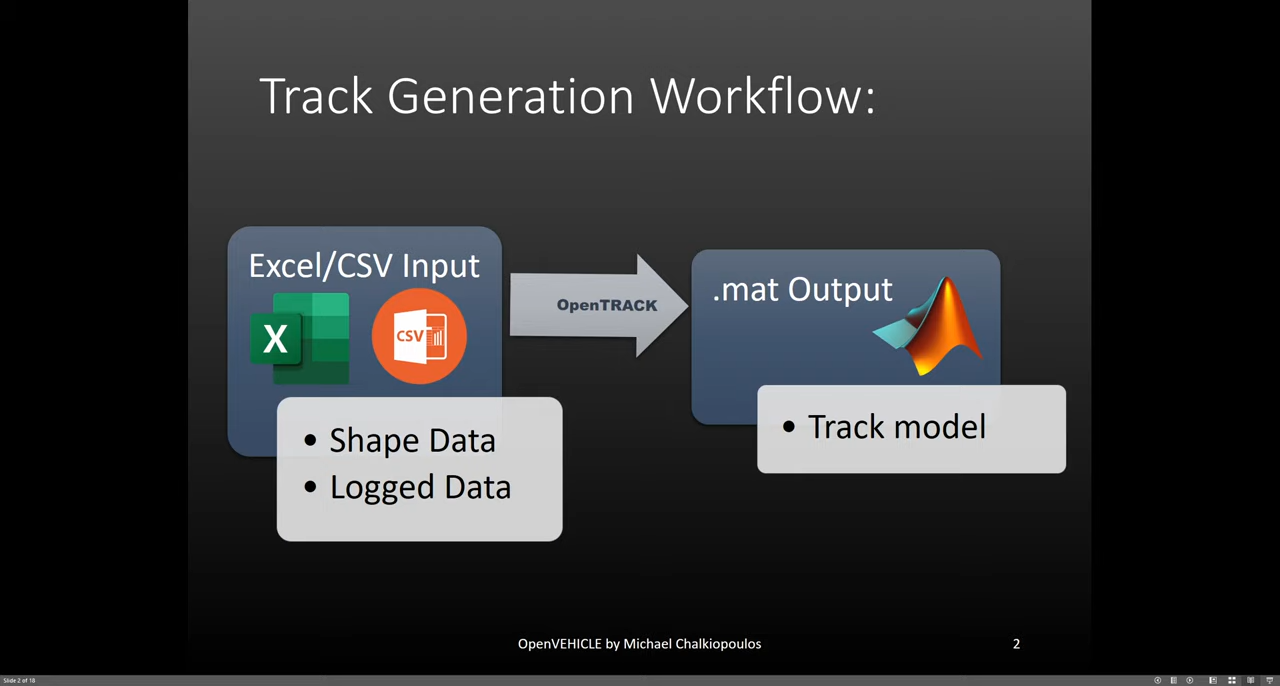 Track Generation Workflow:
Excel/CSV Input
X
CSV
• Shape Data
• Logged Data
OpenTRACK
.mat Output
• Track model
OpenVEHICLE by Michael Chalkiopoulos
2
Slide 2 of 18